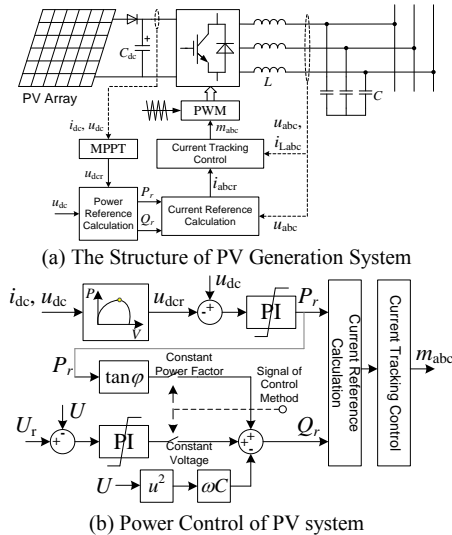 C_dc
+
PV Array
L
C
PWM
m_abc
u_abc,
i_Labc
i_dc, u_dc
MPPT
Current Tracking
Control
u_dcr
i_abcr
u_dc
Power
Reference
Calculation
P_r
Q_r
Current Reference
Calculation
u_abc
(a) The Structure of PV Generation System
i_dc, u_dc
P
V
u_dcr
u_dc
- +
PI
P_r
P_r
tanφ
Constant
Power Factor
Signal of
Control
Method
U_r
U
+ -
PI
Constant
Voltage
+
+
-
Q_r
U
u²
ωC
Current Reference
Calculation
Current Tracking Control
m_abc
(b) Power Control of PV system